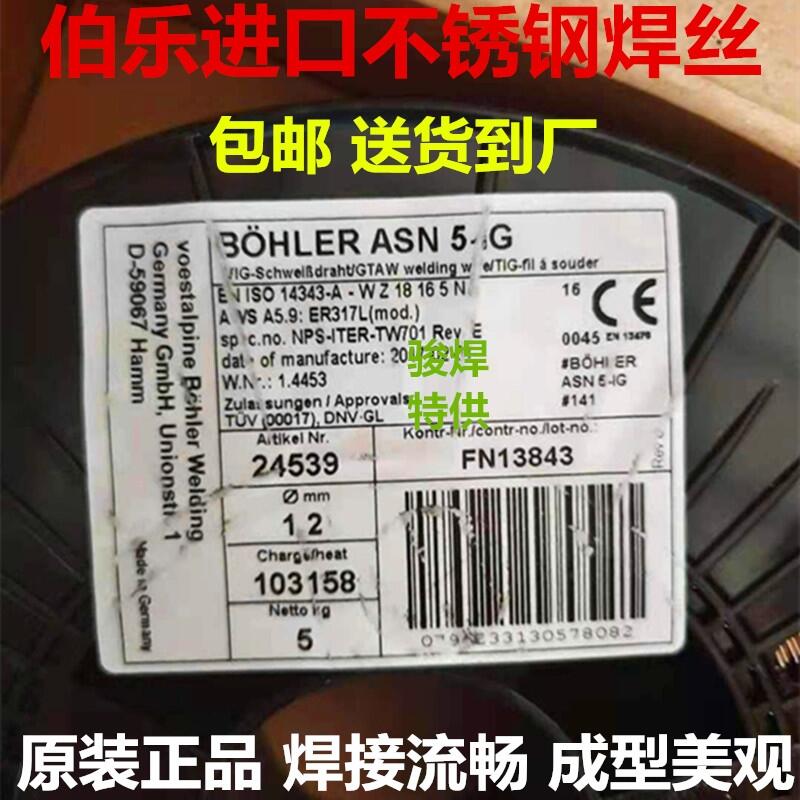 伯乐进口不锈钢焊丝
包邮 送货到厂
voestalpine Böhler Welding
Germany GmbH, Unionstr. 1
D-59067 Hamm
Made in Germany
BÖHLER ASN 5-IG
WIG-Schweißdraht/GTAW welding wire/TIG-fil à souder
EN ISO 14343-A - W Z 18 16 5 N
16
CE
AWS A5.9: ER317L(mod.)
spec.no. NPS-ITER-TW701 Rev. E
0045 EN 13479
date of manufacture:
#BÖHLER
W.Nr.: 1.4453
ASN 5-IG
Zulassungen / Approvals
#141
TÜV (00017), DNV·GL
骏焊
特供
Artikel Nr.
Kontr-Nr./contr-no./lot-no.:
24539
FN13843
Ø mm
1.2
Charge/heat
103158
Netto kg
5
原装正品 焊接流畅 成型美观